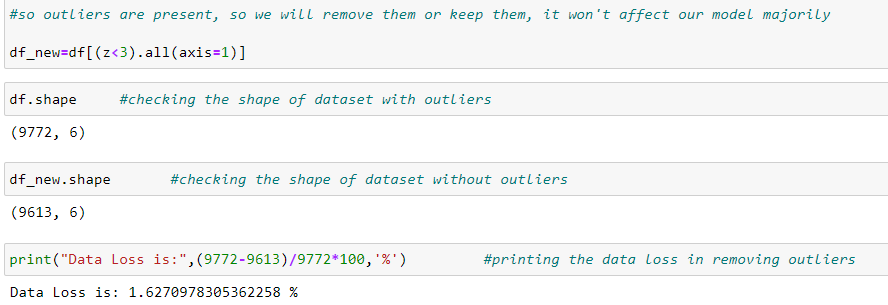 #so outliers are present, so we will remove them or keep them, it won't affect our model majorily
df_new=df[(z<3).all(axis=1)]
df.shape     #checking the shape of dataset with outliers
(9772, 6)
df_new.shape       #checking the shape of dataset without outliers
(9613, 6)
print("Data Loss is:",(9772-9613)/9772*100,'%')         #printing the data loss in removing outliers
Data Loss is: 1.6270978305362258 %